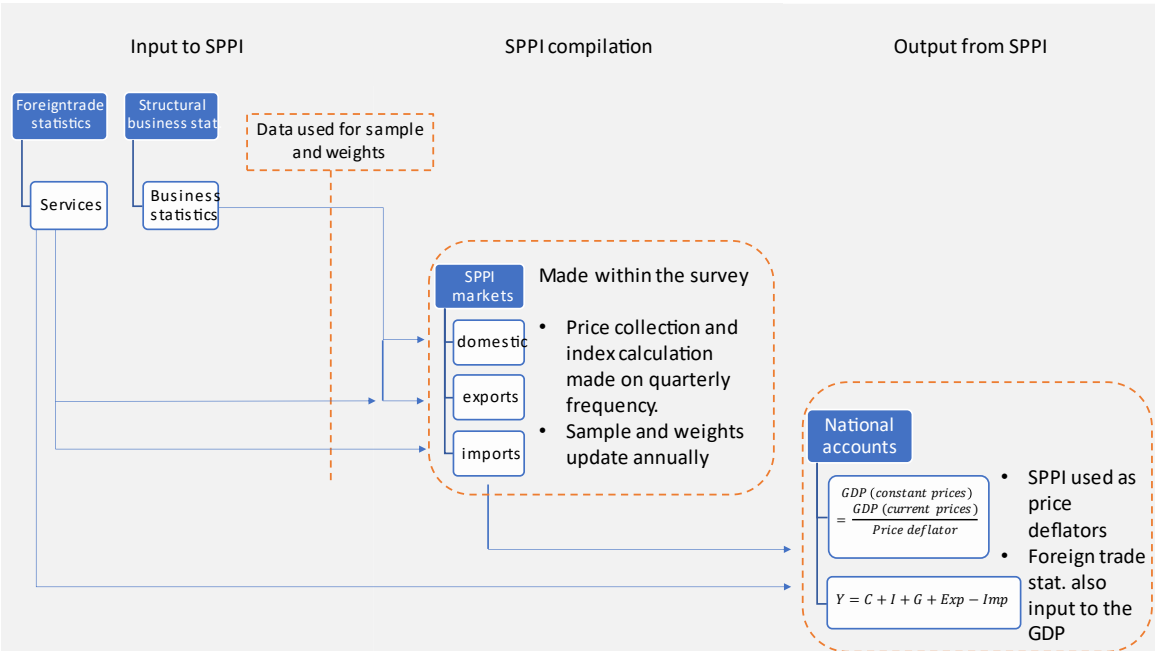 Input to SPPI
SPPI compilation
Output from SPPI
Foreigntrade
statistics
Services
Structural
business stat
Business
statistics
Data used for sample
and weights
SPPI
markets
domestic
exports
imports
Made within the survey
• Price collection and
index calculation
made on quarterly
frequency.
• Sample and weights
update annually
National
accounts
GDP (constant prices)
= GDP (current prices)
Price deflator
Y = C + I + G + Exp − Imp
• SPPI used as
price
deflators
• Foreign trade
stat. also
input to the
GDP